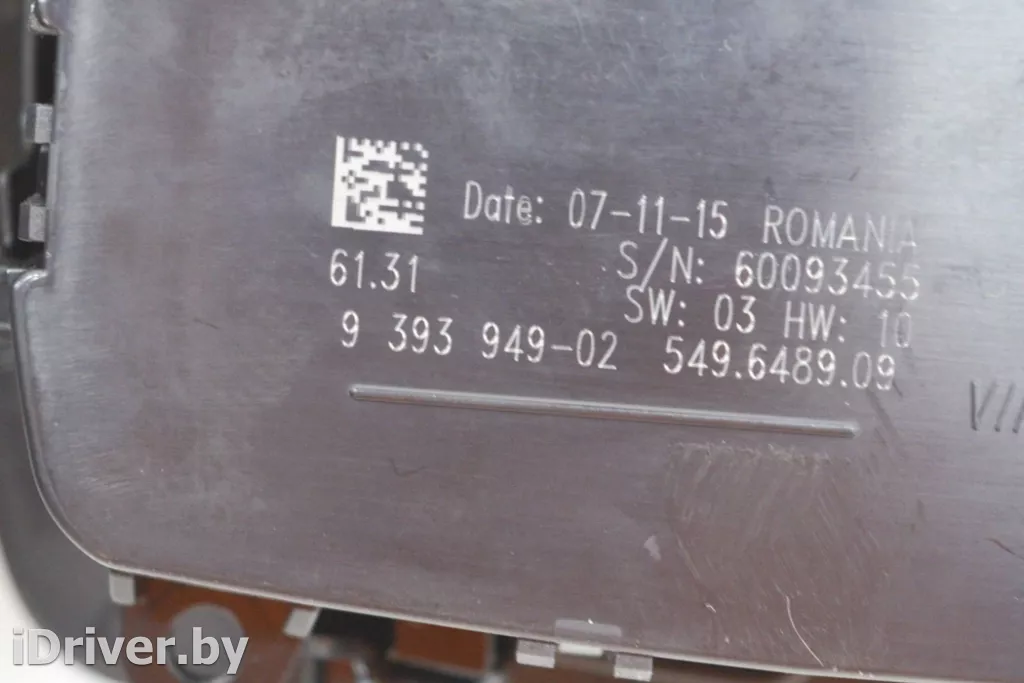 Date: 07-11-15 ROMANIA
61.31 S/N: 60093455
SW: 03 HW: 10
9 393 949-02 549.6489.09
iDriver.by